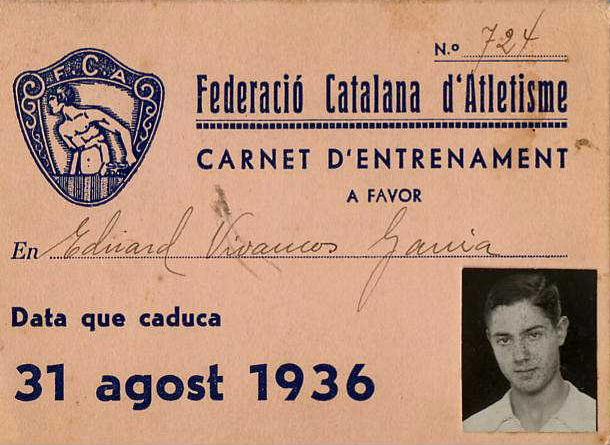 N.º 724
F C A
Federació Catalana d'Atletisme
CARNET D'ENTRENAMENT
A FAVOR
En Eduard Vivancos Garcia
Data que caduca
31 agost 1936